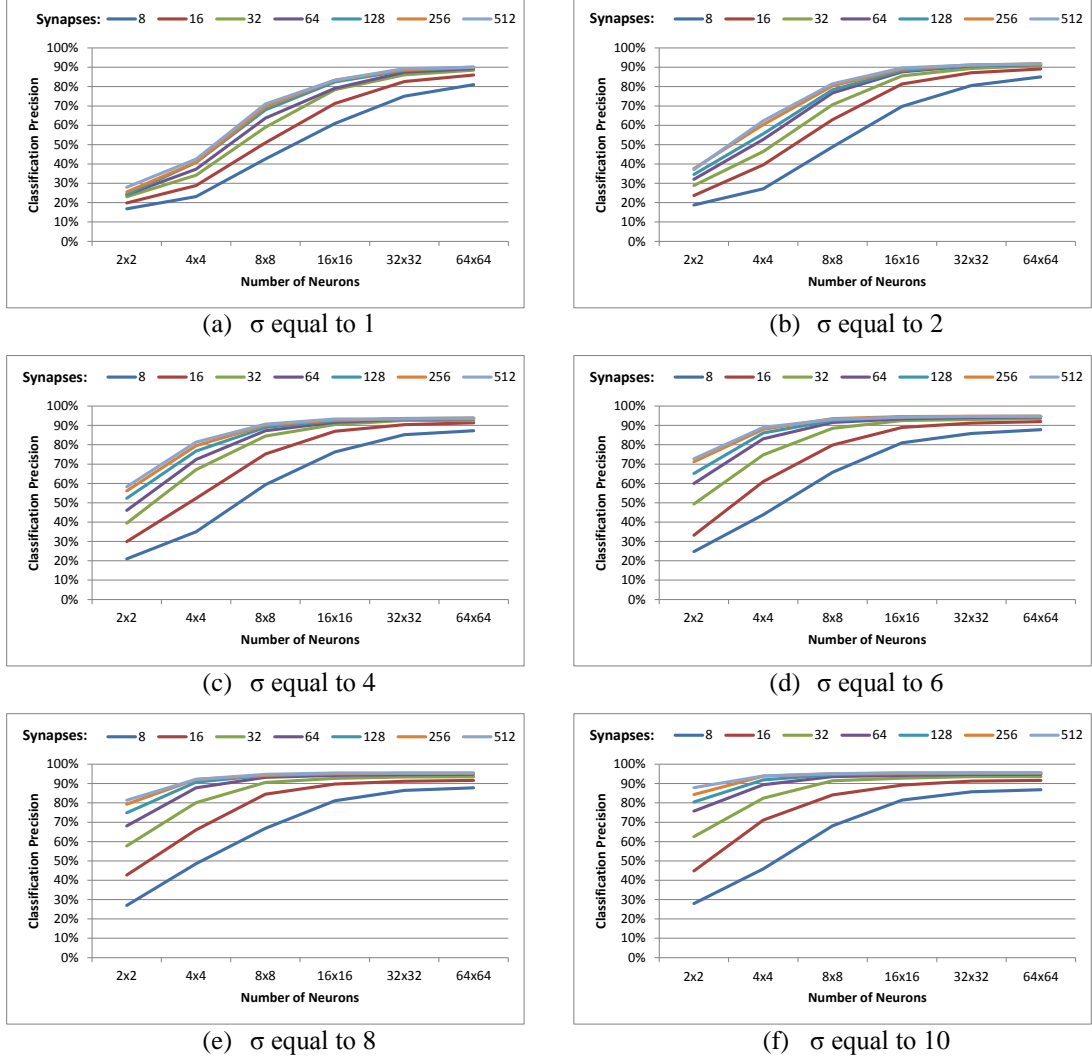 Synapses: 8 16 32 64 128 256 512
100%
90%
80%
70%
60%
50%
40%
30%
20%
10%
0%
Classification Precision
2x2 4x4 8x8 16x16 32x32 64x64
Number of Neurons
(a) σ equal to 1
Synapses: 8 16 32 64 128 256 512
100%
90%
80%
70%
60%
50%
40%
30%
20%
10%
0%
Classification Precision
2x2 4x4 8x8 16x16 32x32 64x64
Number of Neurons
(b) σ equal to 2
Synapses: 8 16 32 64 128 256 512
100%
90%
80%
70%
60%
50%
40%
30%
20%
10%
0%
Classification Precision
2x2 4x4 8x8 16x16 32x32 64x64
Number of Neurons
(c) σ equal to 4
Synapses: 8 16 32 64 128 256 512
100%
90%
80%
70%
60%
50%
40%
30%
20%
10%
0%
Classification Precision
2x2 4x4 8x8 16x16 32x32 64x64
Number of Neurons
(d) σ equal to 6
Synapses: 8 16 32 64 128 256 512
100%
90%
80%
70%
60%
50%
40%
30%
20%
10%
0%
Classification Precision
2x2 4x4 8x8 16x16 32x32 64x64
Number of Neurons
(e) σ equal to 8
Synapses: 8 16 32 64 128 256 512
100%
90%
80%
70%
60%
50%
40%
30%
20%
10%
0%
Classification Precision
2x2 4x4 8x8 16x16 32x32 64x64
Number of Neurons
(f) σ equal to 10